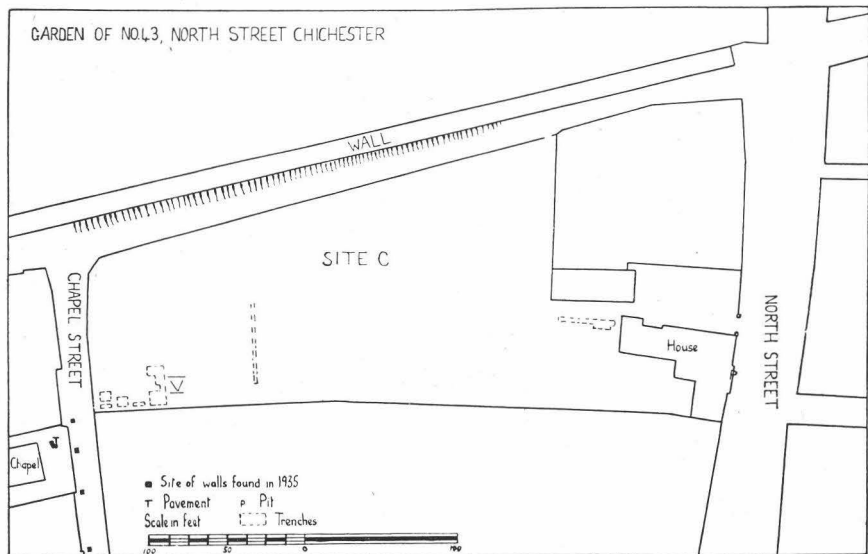 GARDEN OF NO.43, NORTH STREET CHICHESTER
WALL
SITE C
CHAPEL STREET
NORTH STREET
House
P
V
T
Chapel
■ Site of walls found in 1935
T Pavement P Pit
Scale in feet Trenches
100 50 0 100